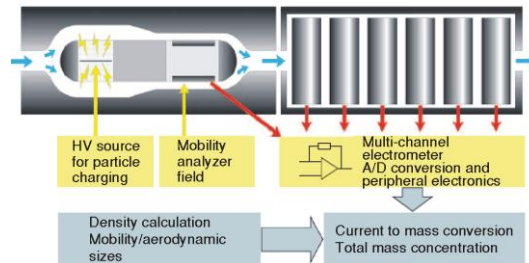 HV source
for particle
charging
Mobility
analyzer
field
Multi-channel
electrometer
A/D conversion and
peripheral electronics
Density calculation
Mobility/aerodynamic
sizes
Current to mass conversion
Total mass concentration